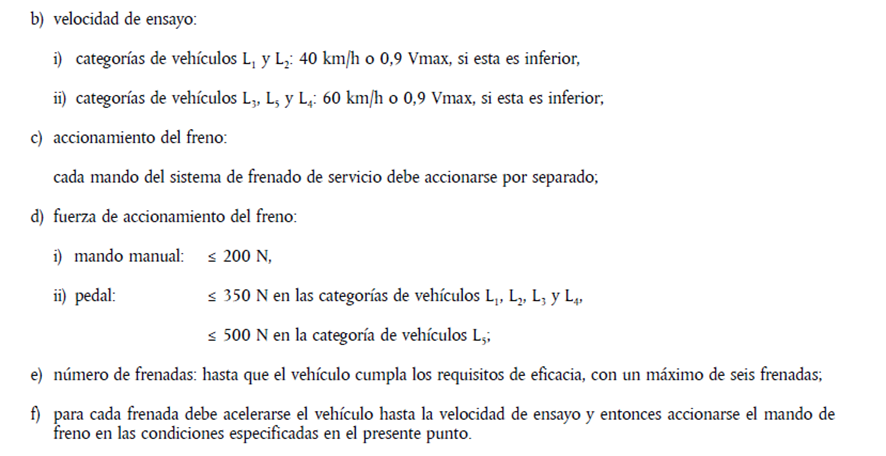 b) velocidad de ensayo:
i) categorías de vehículos L₁ y L₂: 40 km/h o 0,9 Vmax, si esta es inferior,
ii) categorías de vehículos L₃, L₅ y L₄: 60 km/h o 0,9 Vmax, si esta es inferior;
c) accionamiento del freno:
cada mando del sistema de frenado de servicio debe accionarse por separado;
d) fuerza de accionamiento del freno:
i) mando manual: ≤ 200 N,
ii) pedal: ≤ 350 N en las categorías de vehículos L₁, L₂, L₃ y L₄,
≤ 500 N en la categoría de vehículos L₅;
e) número de frenadas: hasta que el vehículo cumpla los requisitos de eficacia, con un máximo de seis frenadas;
f) para cada frenada debe acelerarse el vehículo hasta la velocidad de ensayo y entonces accionarse el mando de
freno en las condiciones especificadas en el presente punto.